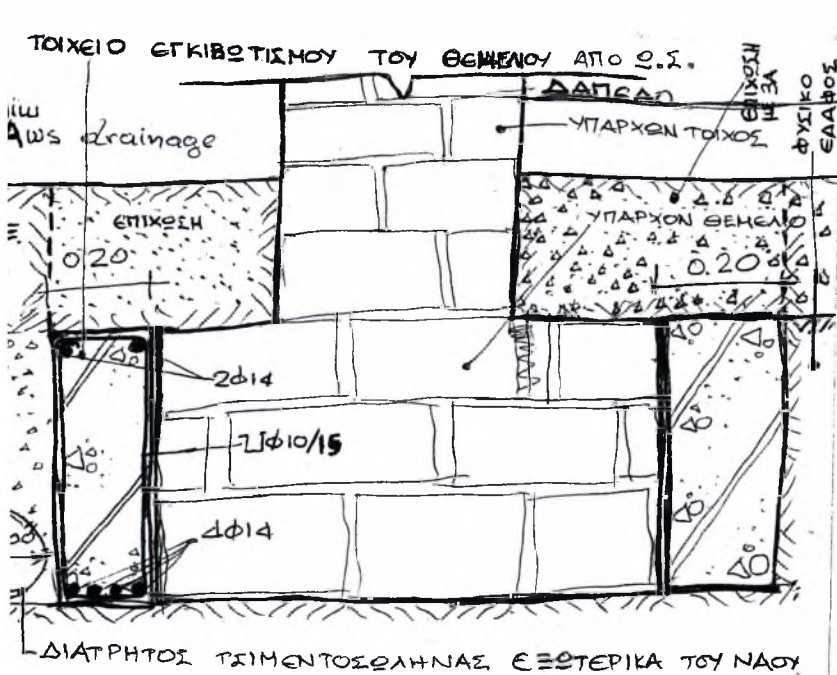 ΤΟΙΧΕΙΟ ΕΓΚΙΒΩΤΙΣΜΟΥ ΤΟΥ ΘΕΜΕΛΙΟΥ ΑΠΟ Ω.Σ.
ΔΑΠΕΔΟ
ΕΠΙΧΩΣΗ
ΜΕ 3Α
ΦΥΣΙΚΟ
ΕΔΑΦΟΣ
ΥΠΑΡΧΩΝ ΤΟΙΧΟΣ
drainage
ΕΠΙΧΩΣΗ
ΥΠΑΡΧΟΝ ΘΕΜΕΛΙΟ
0.20
0.20
2Φ14
Φ10/15
4Φ14
ΔΙΑΤΡΗΤΟΣ ΤΣΙΜΕΝΤΟΣΩΛΗΝΑΣ ΕΞΩΤΕΡΙΚΑ ΤΟΥ ΝΑΟΥ